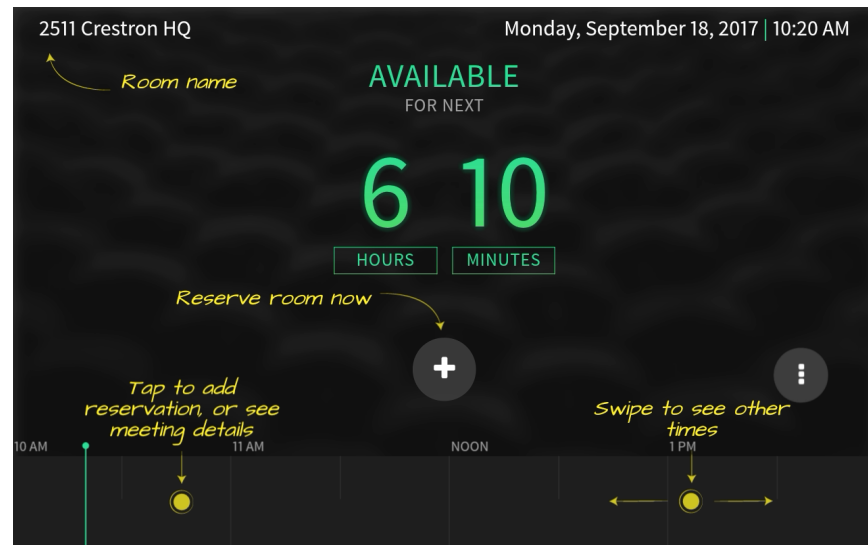 2511 Crestron HQ
Monday, September 18, 2017 | 10:20 AM
Room name
AVAILABLE
FOR NEXT
6 10
HOURS MINUTES
Reserve room now
Tap to add
reservation, or see
meeting details
Swipe to see other
times
10 AM 11 AM NOON 1 PM